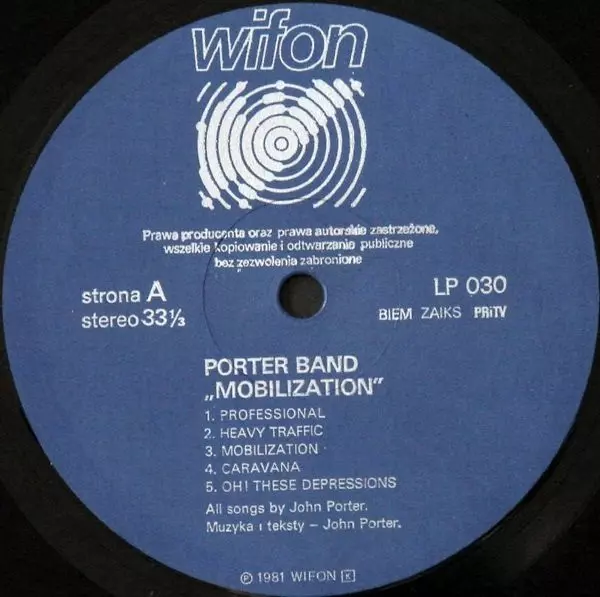 wifon
Prawa producenta oraz prawa autorskie zastrzeżone,
wszelkie kopiowanie i odtwarzanie publiczne
bez zezwolenia zabronione
strona A
stereo 33 ⅓
LP 030
BIEM ZAIKS PRiTV
PORTER BAND
„MOBILIZATION"
1. PROFESSIONAL
2. HEAVY TRAFFIC
3. MOBILIZATION
4. CARAVANA
5. OH! THESE DEPRESSIONS
All songs by John Porter.
Muzyka i teksty – John Porter.
Ⓟ 1981 WIFON K